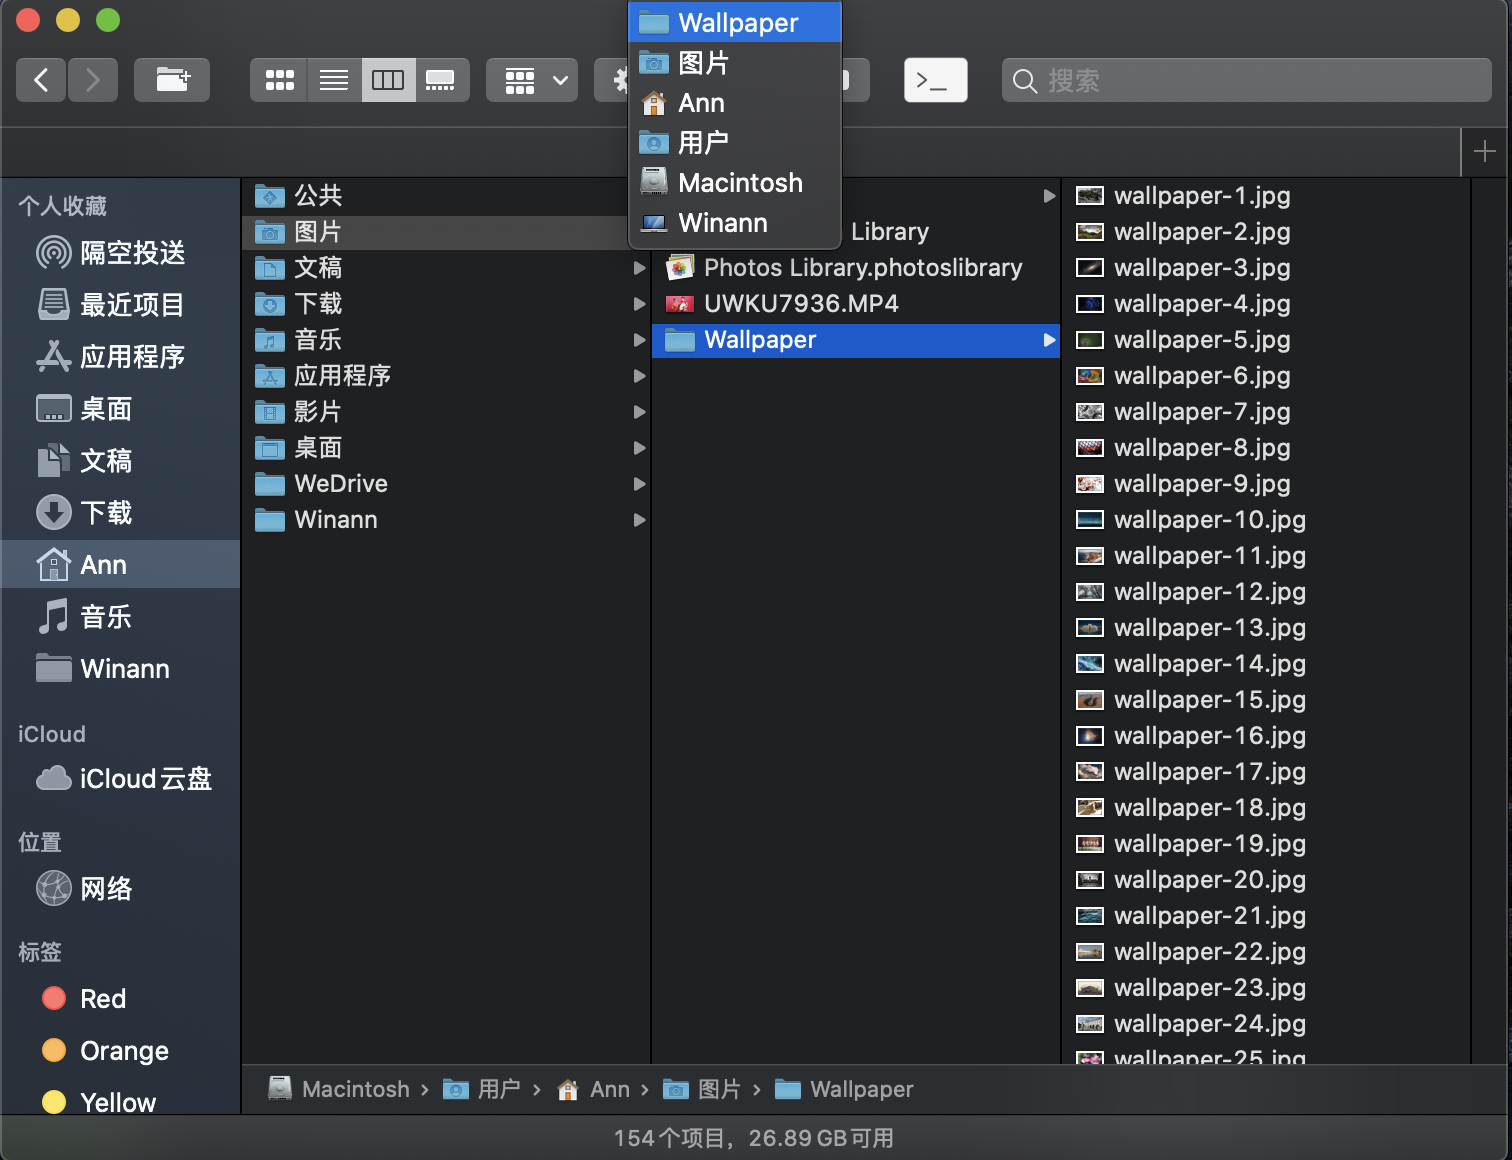 Wallpaper
图片
Ann
用户
Macintosh
Winann
搜索
个人收藏
隔空投送
最近项目
应用程序
桌面
文稿
下载
Ann
音乐
Winann
iCloud
iCloud云盘
位置
网络
标签
Red
Orange
Yellow
公共
图片
文稿
下载
音乐
应用程序
影片
桌面
WeDrive
Winann
Library
Photos Library.photoslibrary
UWKU7936.MP4
Wallpaper
wallpaper-1.jpg
wallpaper-2.jpg
wallpaper-3.jpg
wallpaper-4.jpg
wallpaper-5.jpg
wallpaper-6.jpg
wallpaper-7.jpg
wallpaper-8.jpg
wallpaper-9.jpg
wallpaper-10.jpg
wallpaper-11.jpg
wallpaper-12.jpg
wallpaper-13.jpg
wallpaper-14.jpg
wallpaper-15.jpg
wallpaper-16.jpg
wallpaper-17.jpg
wallpaper-18.jpg
wallpaper-19.jpg
wallpaper-20.jpg
wallpaper-21.jpg
wallpaper-22.jpg
wallpaper-23.jpg
wallpaper-24.jpg
wallpaper-25.jpg
Macintosh › 用户 › Ann › 图片 › Wallpaper
154个项目，26.89 GB可用